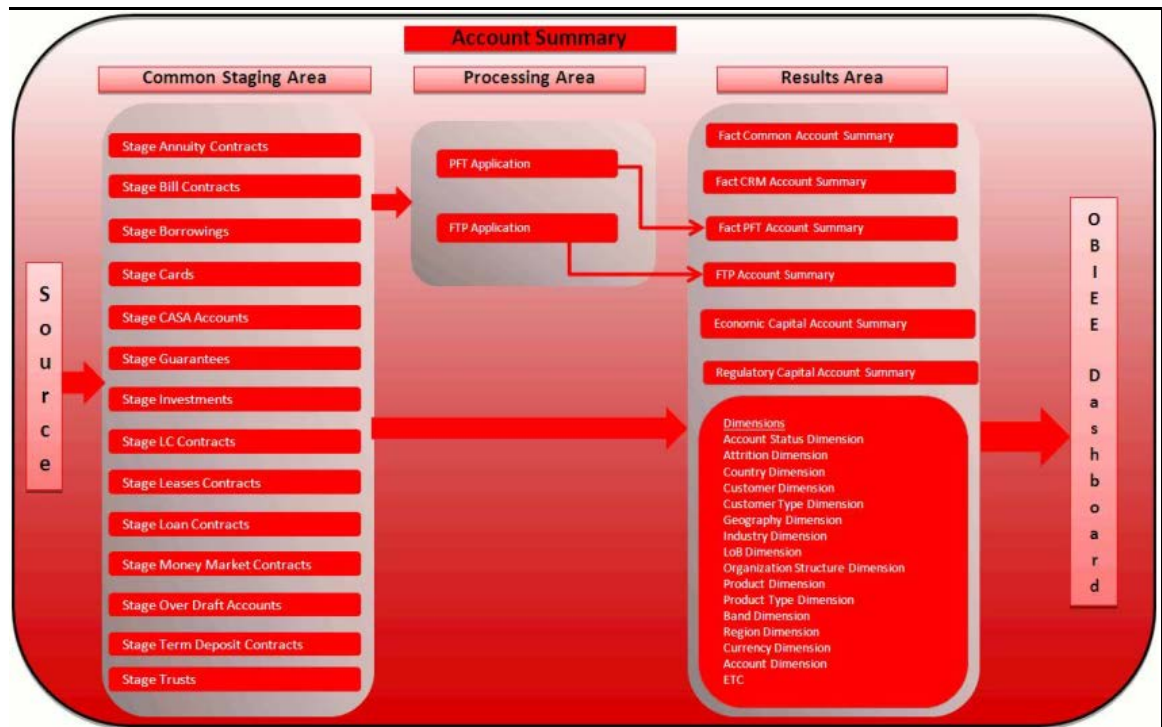 Account Summary
Common Staging Area
Processing Area
Results Area
Source
Stage Annuity Contracts
Stage Bill Contracts
Stage Borrowings
Stage Cards
Stage CASA Accounts
Stage Guarantees
Stage Investments
Stage LC Contracts
Stage Leases Contracts
Stage Loan Contracts
Stage Money Market Contracts
Stage Over Draft Accounts
Stage Term Deposit Contracts
Stage Trusts
PFT Application
FTP Application
Fact Common Account Summary
Fact CRM Account Summary
Fact PFT Account Summary
FTP Account Summary
Economic Capital Account Summary
Regulatory Capital Account Summary
Dimensions
Account Status Dimension
Attrition Dimension
Country Dimension
Customer Dimension
Customer Type Dimension
Geography Dimension
Industry Dimension
LoB Dimension
Organization Structure Dimension
Product Dimension
Product Type Dimension
Band Dimension
Region Dimension
Currency Dimension
Account Dimension
ETC
OBIEE Dashboard